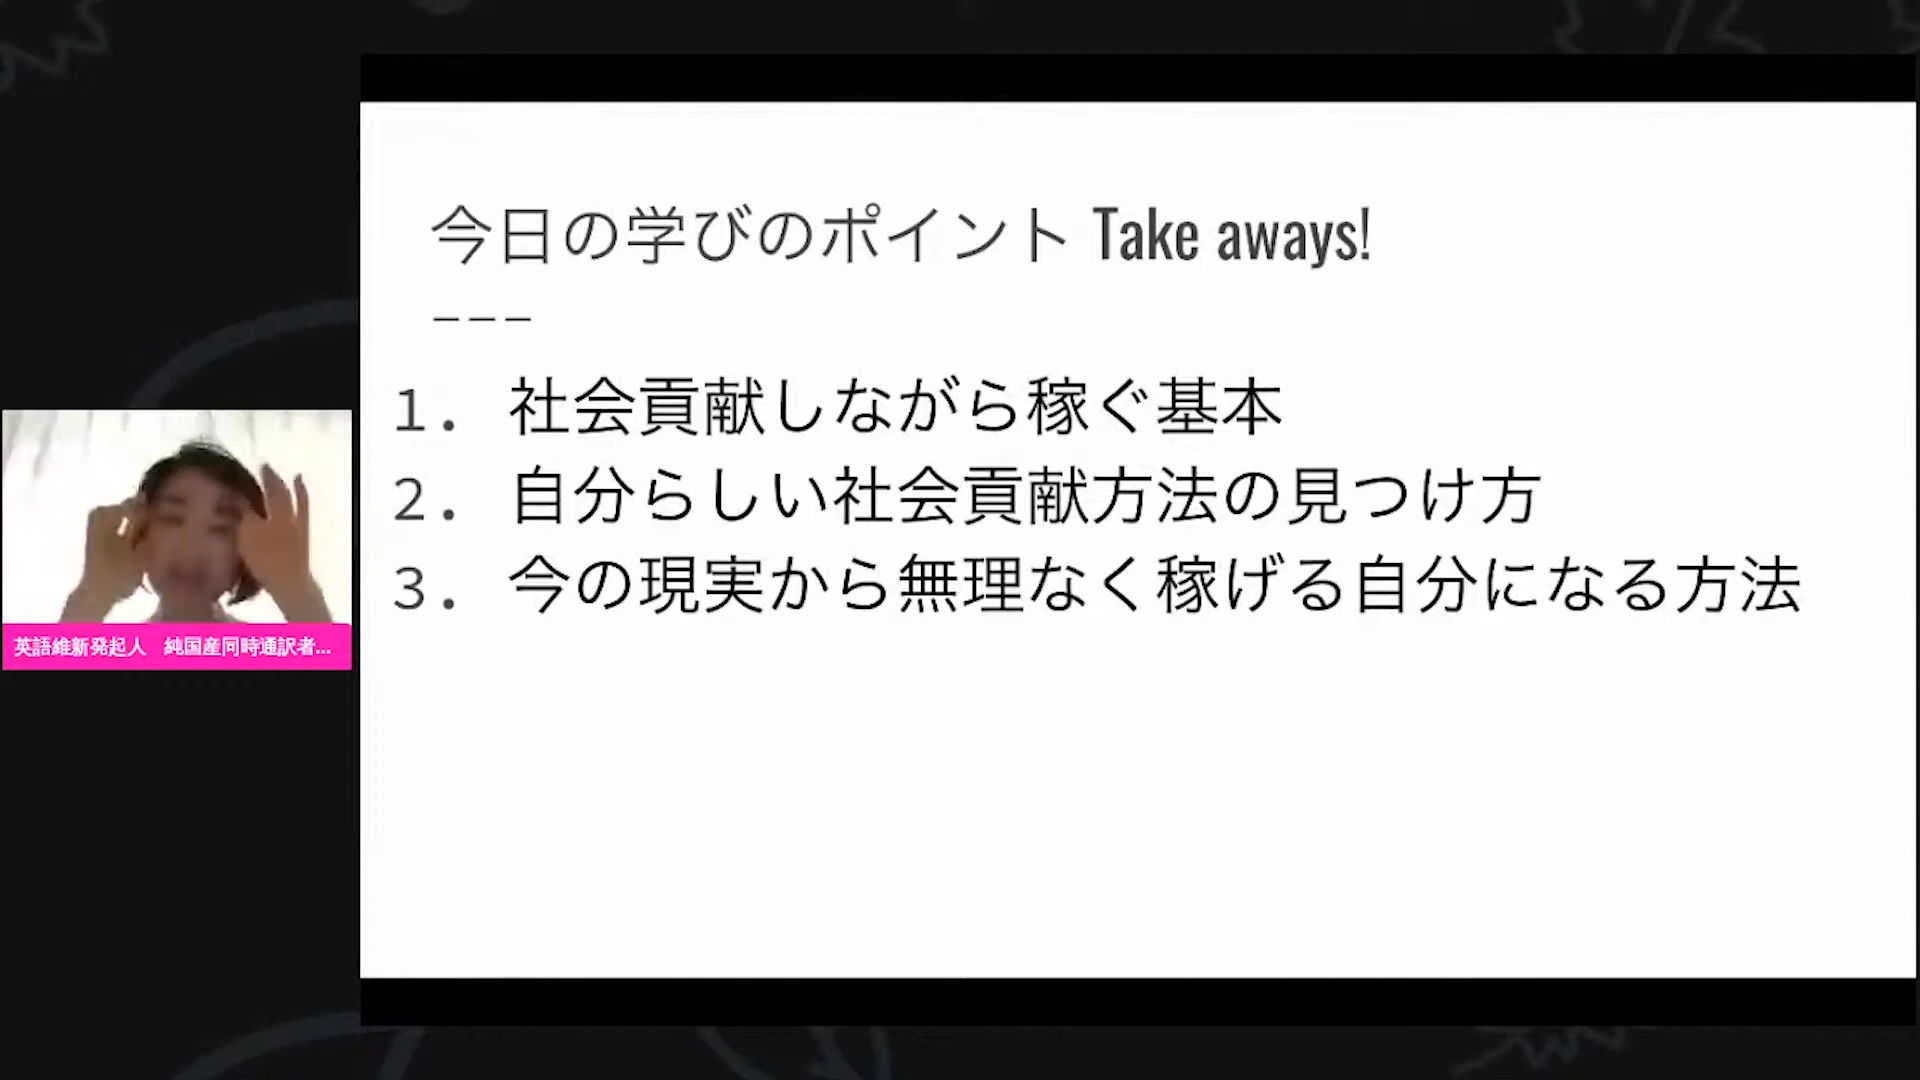 今日の学びのポイント Take aways!
---
1. 社会貢献しながら稼ぐ基本
2. 自分らしい社会貢献方法の見つけ方
3. 今の現実から無理なく稼げる自分になる方法
英語維新発起人 純国産同時通訳者...